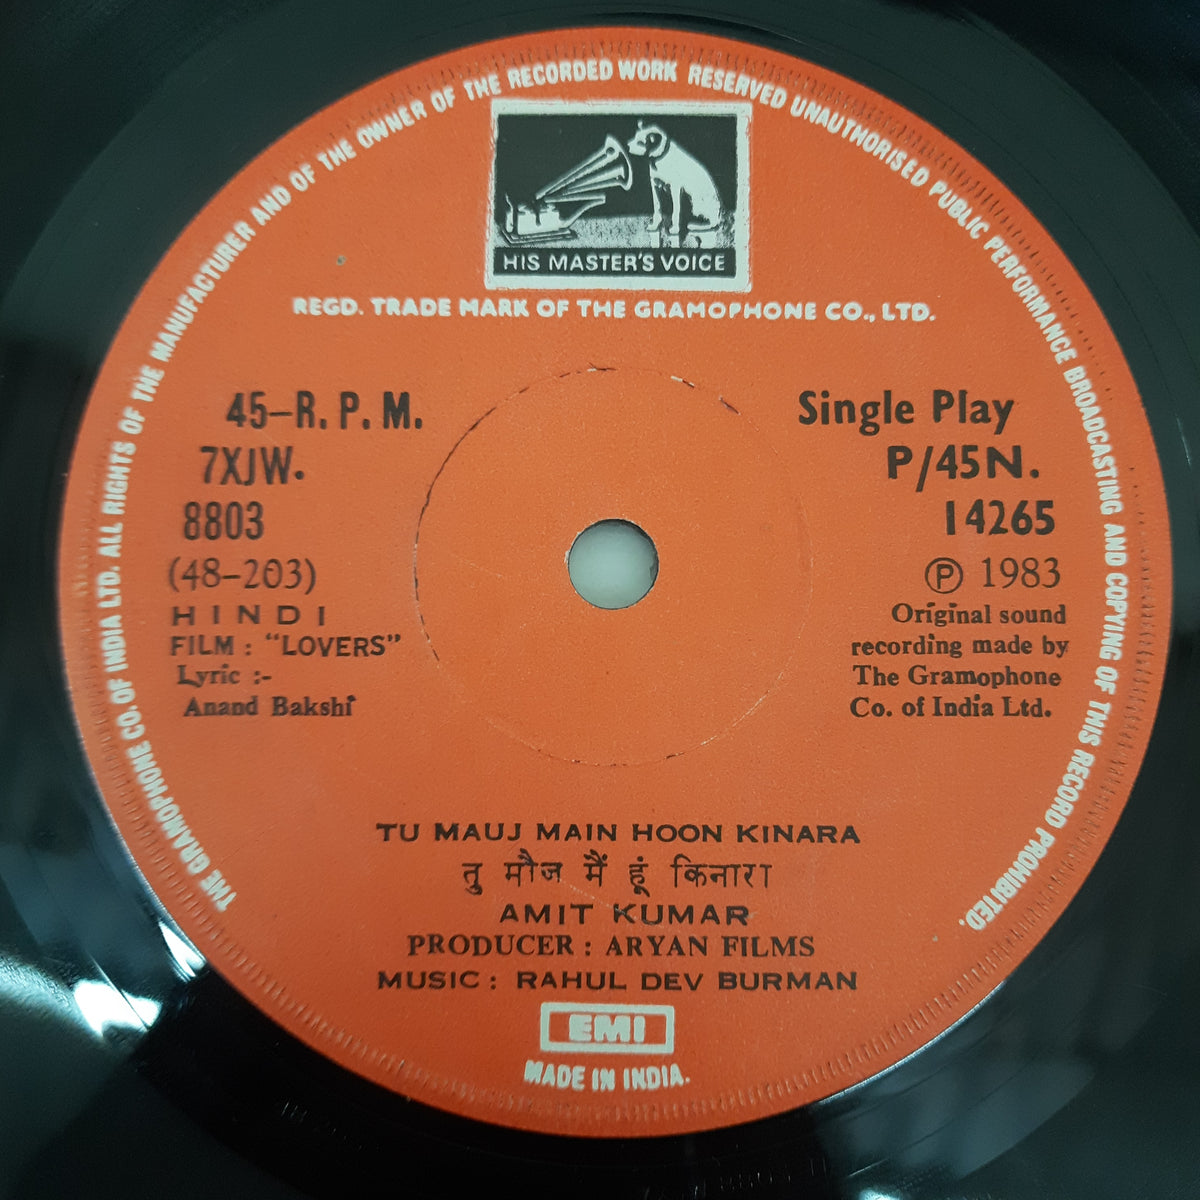 THE GRAMOPHONE CO. OF INDIA LTD. ALL RIGHTS OF THE MANUFACTURER AND OF THE OWNER OF THE RECORDED WORK RESERVED UNAUTHORISED PUBLIC PERFORMANCE BROADCASTING AND COPYING OF THIS RECORD PROHIBITED.
HIS MASTER'S VOICE
REGD. TRADE MARK OF THE GRAMOPHONE CO., LTD.
45-R. P. M.
7XJW.
8803
(48-203)
HINDI
FILM : "LOVERS"
Lyric :-
Anand Bakshi
Single Play
P/45N.
14265
Ⓟ 1983
Original sound
recording made by
The Gramophone
Co. of India Ltd.
TU MAUJ MAIN HOON KINARA
तु मौज मैं हूं किनारा
AMIT KUMAR
PRODUCER : ARYAN FILMS
MUSIC : RAHUL DEV BURMAN
EMI
MADE IN INDIA.